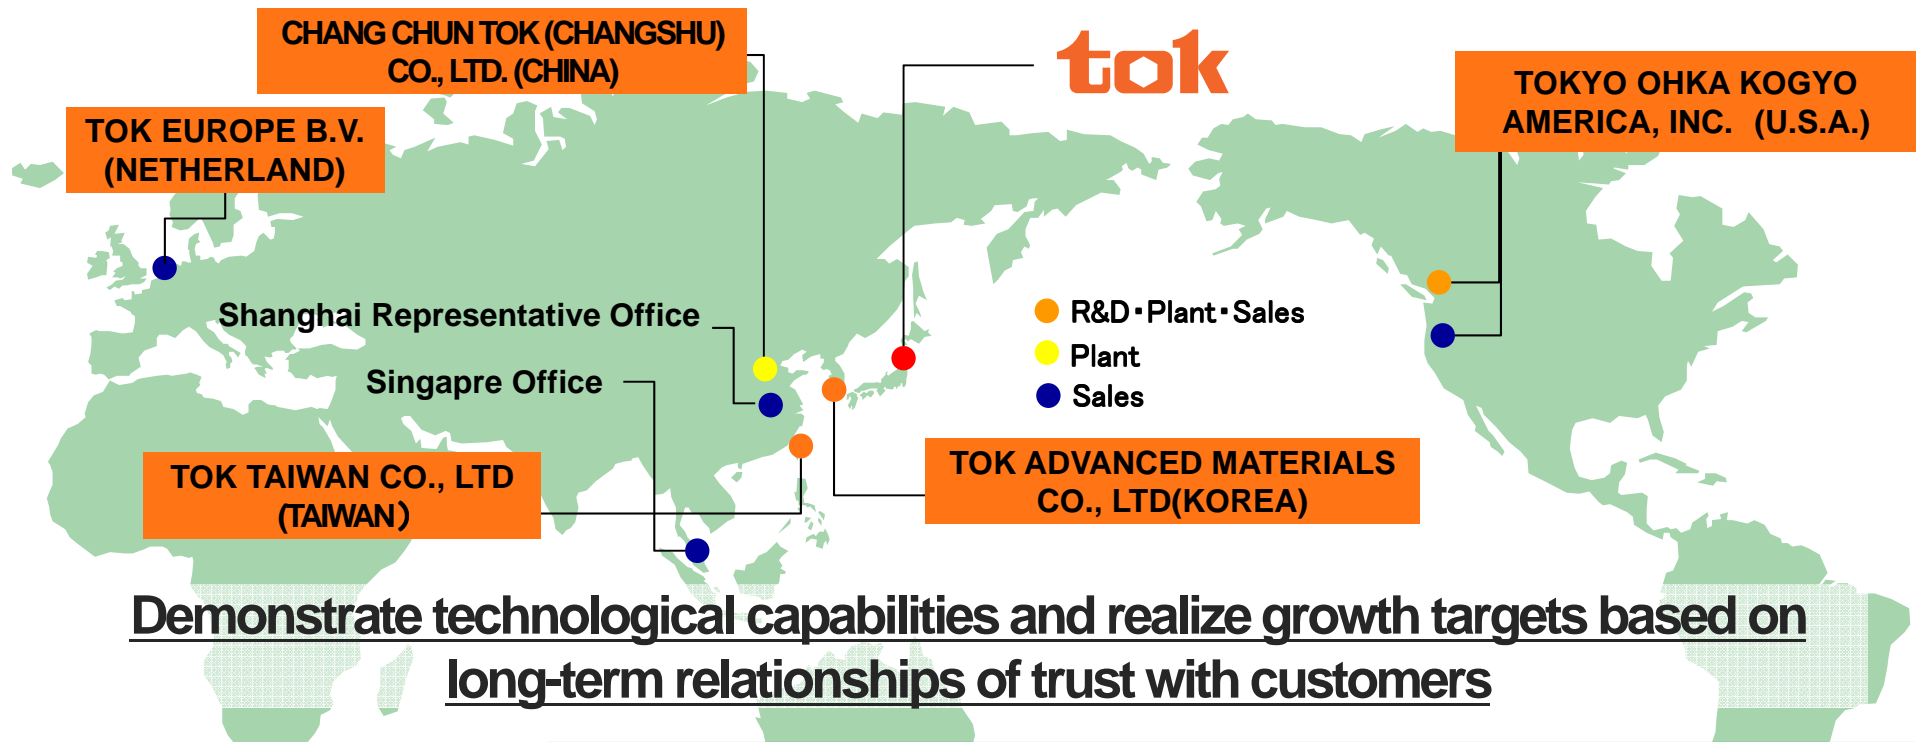 CHANG CHUN TOK (CHANGSHU)
CO., LTD. (CHINA)
tok
TOKYO OHKA KOGYO
AMERICA, INC. (U.S.A.)
TOK EUROPE B.V.
(NETHERLAND)
Shanghai Representative Office
Singapre Office
R&D･Plant･Sales
Plant
Sales
TOK TAIWAN CO., LTD
(TAIWAN）
TOK ADVANCED MATERIALS
CO., LTD(KOREA)
Demonstrate technological capabilities and realize growth targets based on
long-term relationships of trust with customers